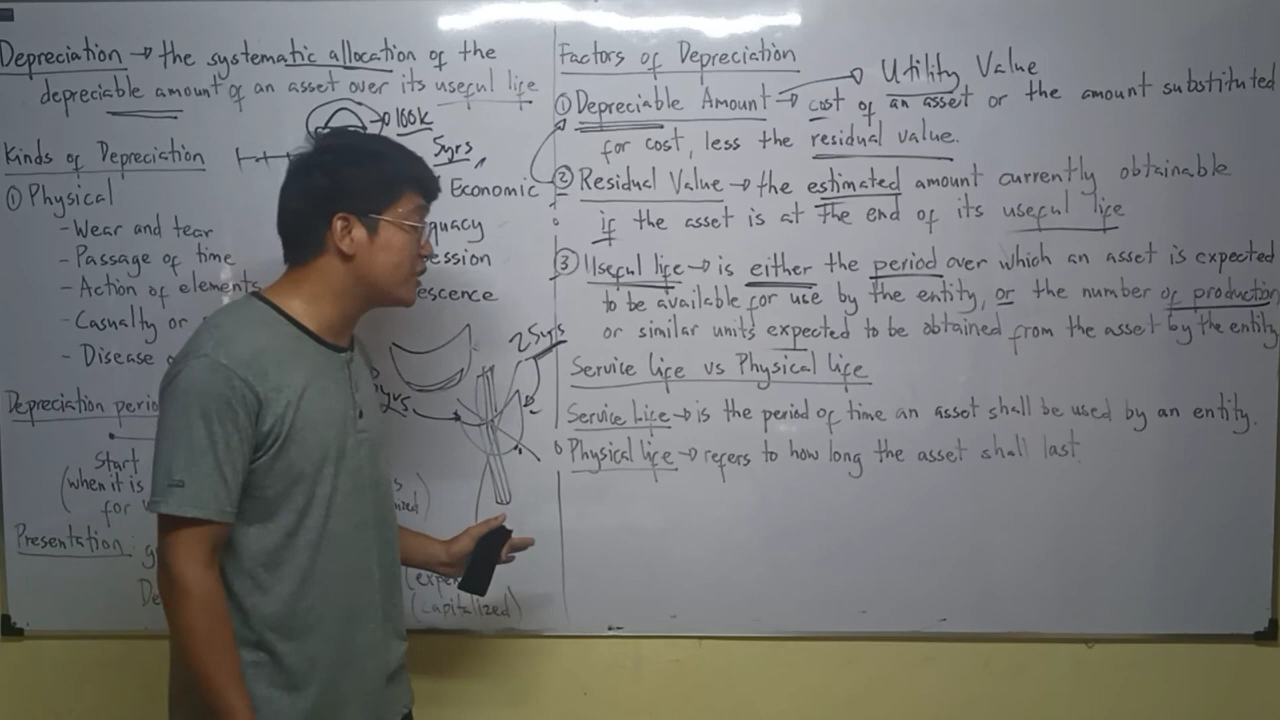 Depreciation → the systematic allocation of the
depreciable amount of an asset over its useful life
100k
Kinds of Depreciation
5yrs
① Physical
Economic
- Wear and tear
quacy
- Passage of time
ession
- Action of elements
escence
- Casualty or
- Disease
25yrs
yrs
Depreciation perio
Start
(when it is
for
Presentation:
De
(expen
(capitalized)
Factors of Depreciation
Utility Value
① Depreciable Amount → cost of an asset or the amount substituted
for cost, less the residual value.
② Residual Value → the estimated amount currently obtainable
if the asset is at the end of its useful life
③ Useful life → is either the period over which an asset is expected
to be available for use by the entity, or the number of production
or similar units expected to be obtained from the asset by the entity
Service life vs Physical life
Service Life → is the period of time an asset shall be used by an entity.
Physical life → refers to how long the asset shall last.